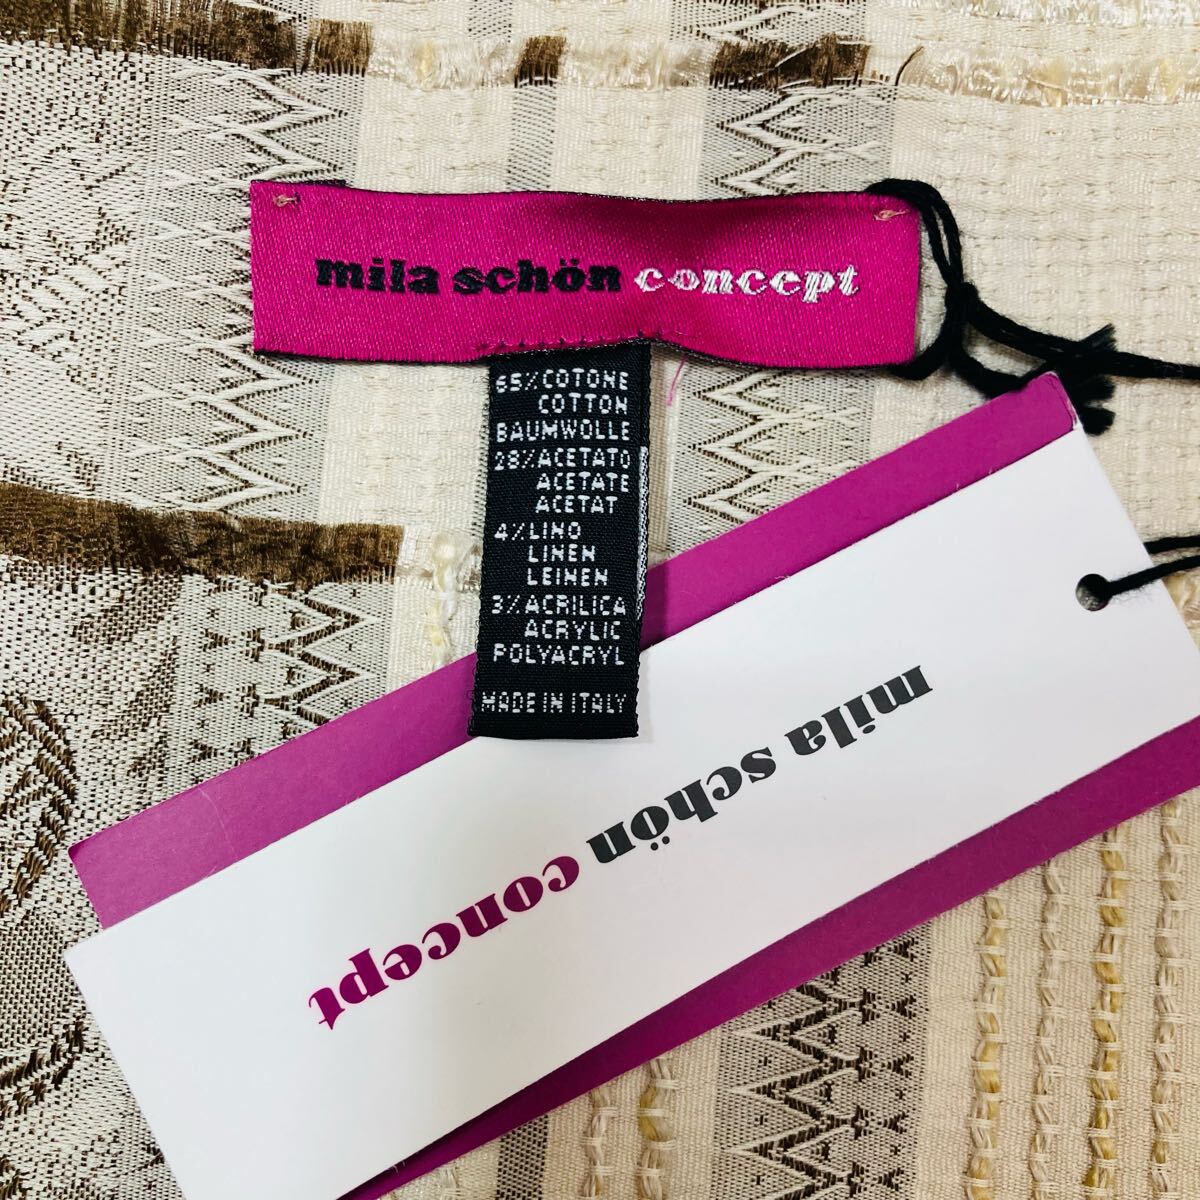 mila schön concept
65% COTONE
COTTON
BAUMWOLLE
28% ACETATO
ACETATE
ACETAT
4% LINO
LINEN
LEINEN
3% ACRILICA
ACRYLIC
POLYACRYL
MADE IN ITALY
mila schön concept